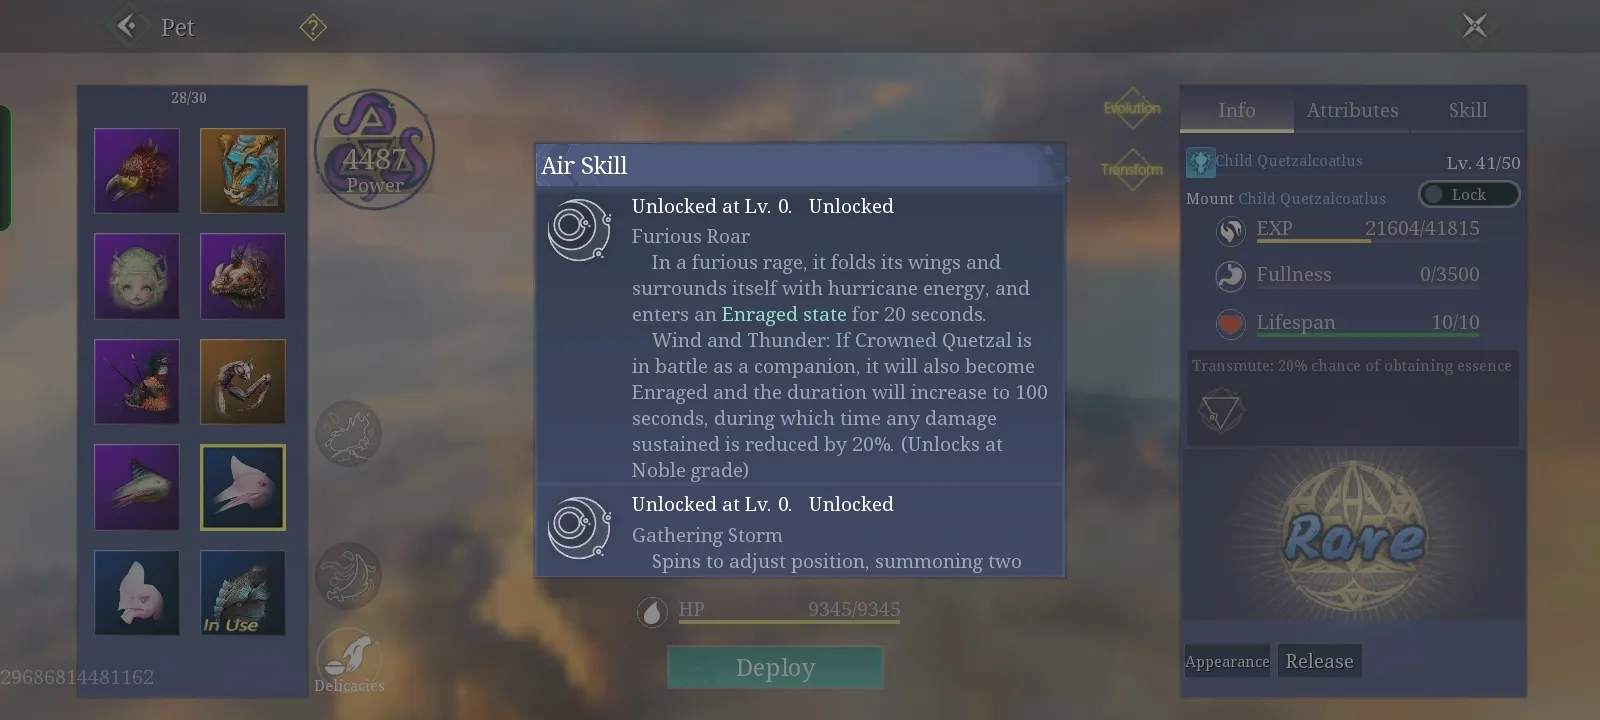 Pet
?
28/30
4487
Power
In Use
29686814481162
Delicacies
Air Skill
Unlocked at Lv. 0. Unlocked
Furious Roar
In a furious rage, it folds its wings and
surrounds itself with hurricane energy, and
enters an Enraged state for 20 seconds.
Wind and Thunder: If Crowned Quetzal is
in battle as a companion, it will also become
Enraged and the duration will increase to 100
seconds, during which time any damage
sustained is reduced by 20%. (Unlocks at
Noble grade)
Unlocked at Lv. 0. Unlocked
Gathering Storm
Spins to adjust position, summoning two
HP 9345/9345
Deploy
Evolution
Transform
Info Attributes Skill
Child Quetzalcoatlus Lv. 41/50
Mount Child Quetzalcoatlus Lock
EXP 21604/41815
Fullness 0/3500
Lifespan 10/10
Transmute: 20% chance of obtaining essence
Rare
Appearance Release